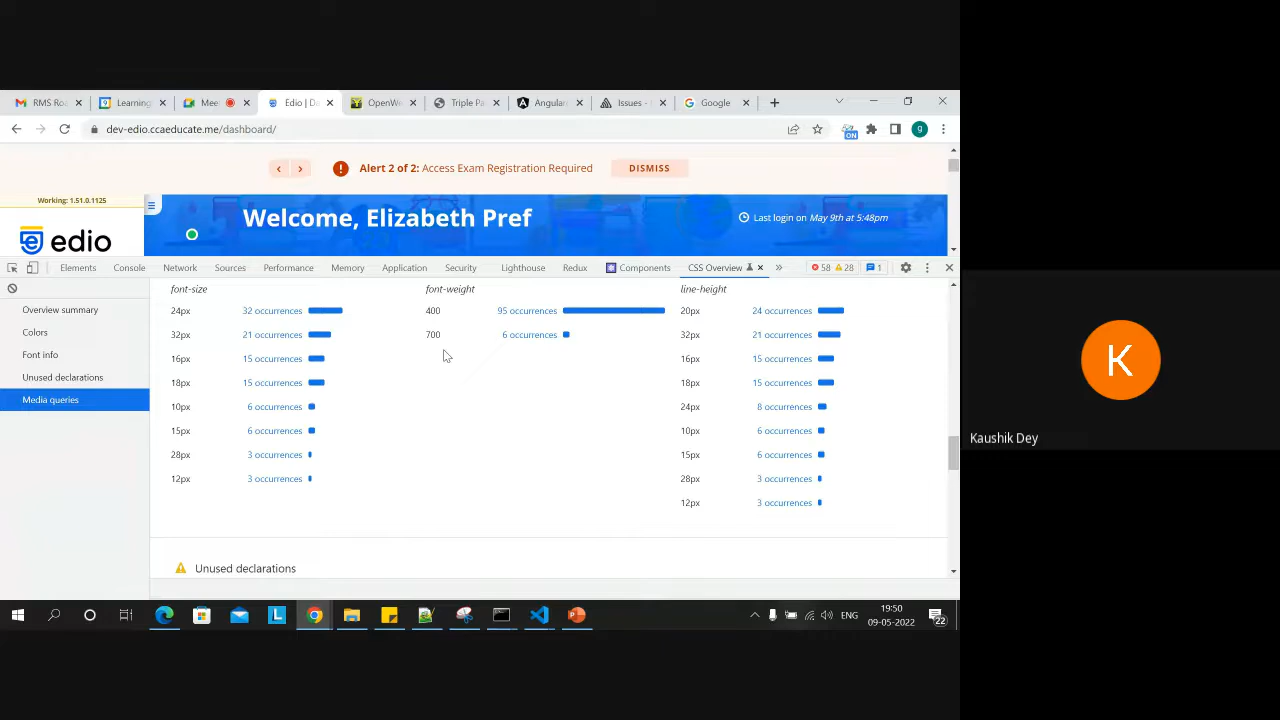 RMS Ro
Learning
Mee
Edio | Da
OpenWe
Triple Pa
Angular
Issues -
Google
dev-edio.ccaeducate.me/dashboard/
ON
g
Alert 2 of 2: Access Exam Registration Required
DISMISS
Working: 1.51.0.1125
edio
Welcome, Elizabeth Pref
Last login on May 9th at 5:48pm
Elements Console Network Sources Performance Memory Application Security Lighthouse Redux Components CSS Overview 58 28 1
Overview summary
Colors
Font info
Unused declarations
Media queries
font-size
24px 32 occurrences
32px 21 occurrences
16px 15 occurrences
18px 15 occurrences
10px 6 occurrences
15px 6 occurrences
28px 3 occurrences
12px 3 occurrences
font-weight
400 95 occurrences
700 6 occurrences
line-height
20px 24 occurrences
32px 21 occurrences
16px 15 occurrences
18px 15 occurrences
24px 8 occurrences
10px 6 occurrences
15px 6 occurrences
28px 3 occurrences
12px 3 occurrences
Unused declarations
L
ENG
19:50
09-05-2022
22
K
Kaushik Dey